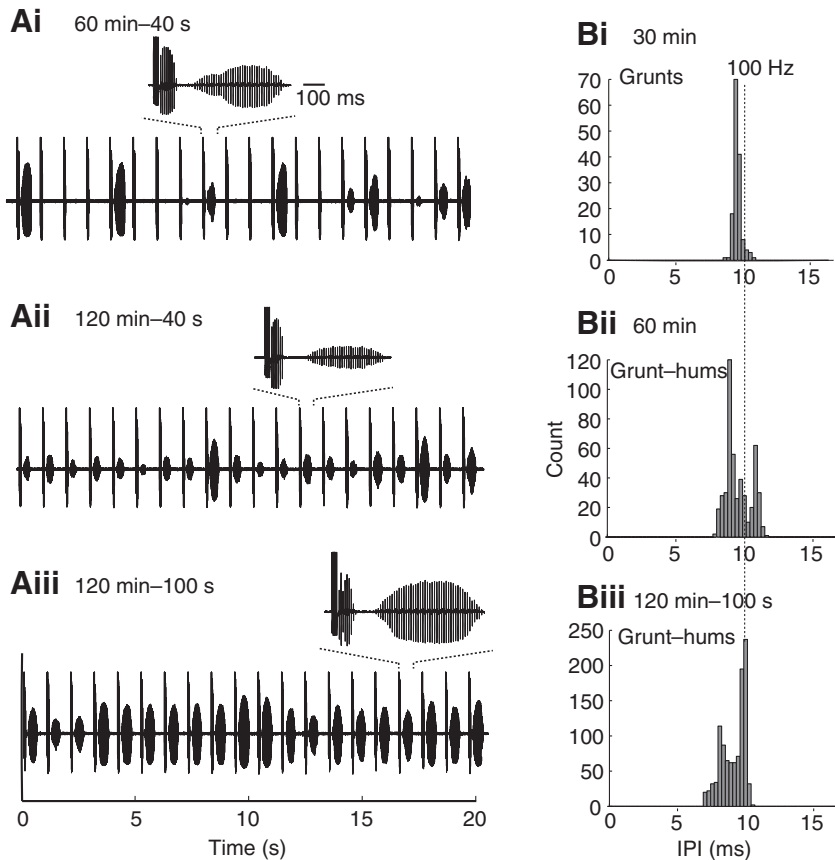 Ai 60 min–40 s
100 ms
Aii 120 min–40 s
Aiii 120 min–100 s
0 5 10 15 20
Time (s)
Bi 30 min
100 Hz
Grunts
70
60
50
40
30
20
10
0
0 5 10 15
Bii 60 min
Grunt–hums
Count
120
100
80
60
40
20
0
0 5 10 15
Biii 120 min–100 s
Grunt–hums
250
200
150
100
50
0
0 5 10 15
IPI (ms)